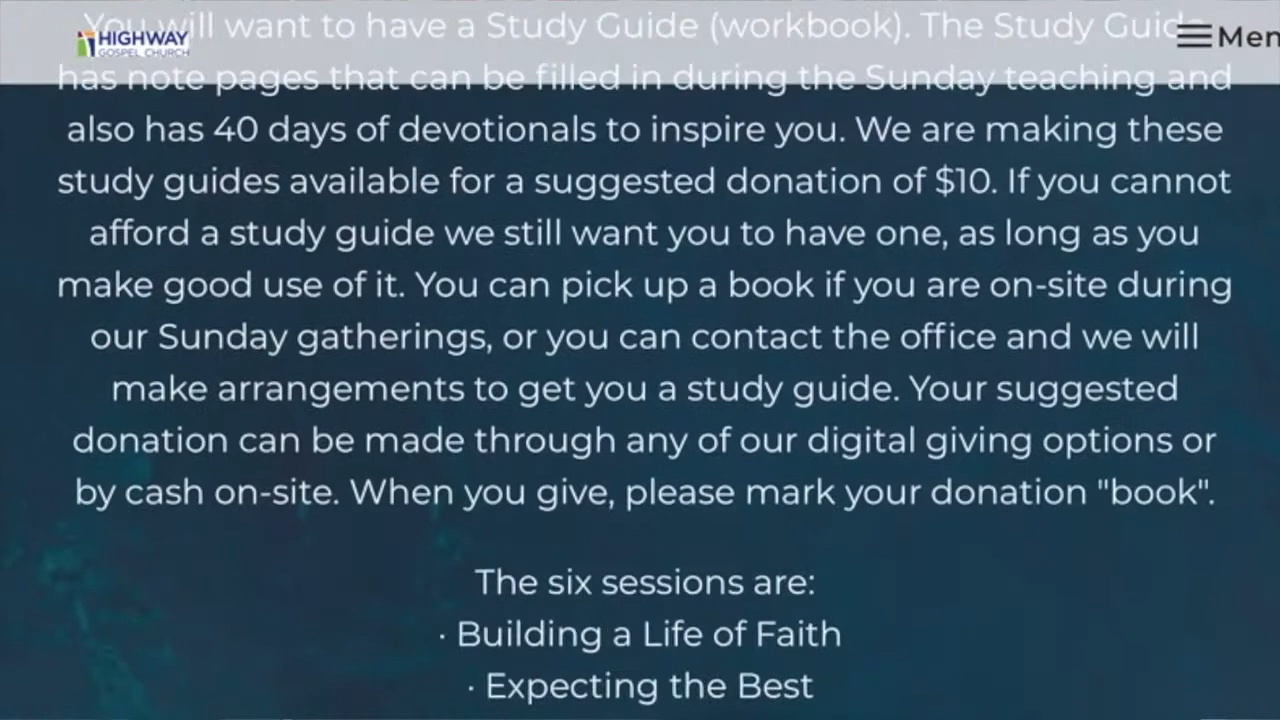 You will want to have a Study Guide (workbook). The Study Guide
HIGHWAY
GOSPEL CHURCH
Men
has note pages that can be filled in during the Sunday teaching and
also has 40 days of devotionals to inspire you. We are making these
study guides available for a suggested donation of $10. If you cannot
afford a study guide we still want you to have one, as long as you
make good use of it. You can pick up a book if you are on-site during
our Sunday gatherings, or you can contact the office and we will
make arrangements to get you a study guide. Your suggested
donation can be made through any of our digital giving options or
by cash on-site. When you give, please mark your donation "book".
The six sessions are:
· Building a Life of Faith
· Expecting the Best